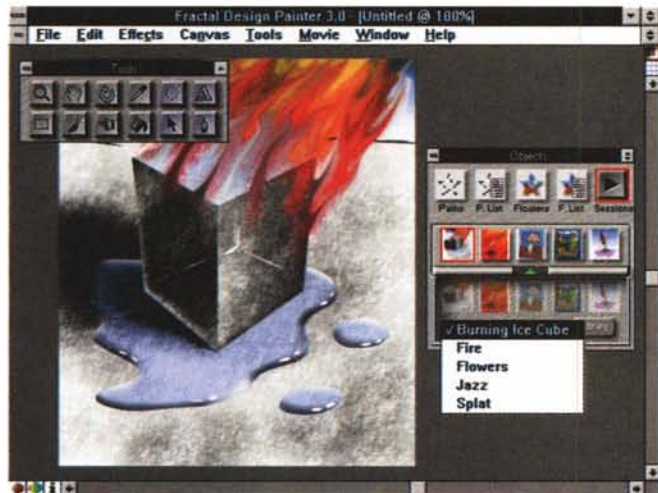 Fractal Design Painter 3.0 - [Untitled @ 100%]
File Edit Effects Canvas Tools Movie Window Help
Tools
Objects
Paths P. List Floaters F. List Sessions
✓Burning Ice Cube
Fire
Flowers
Jazz
Splat